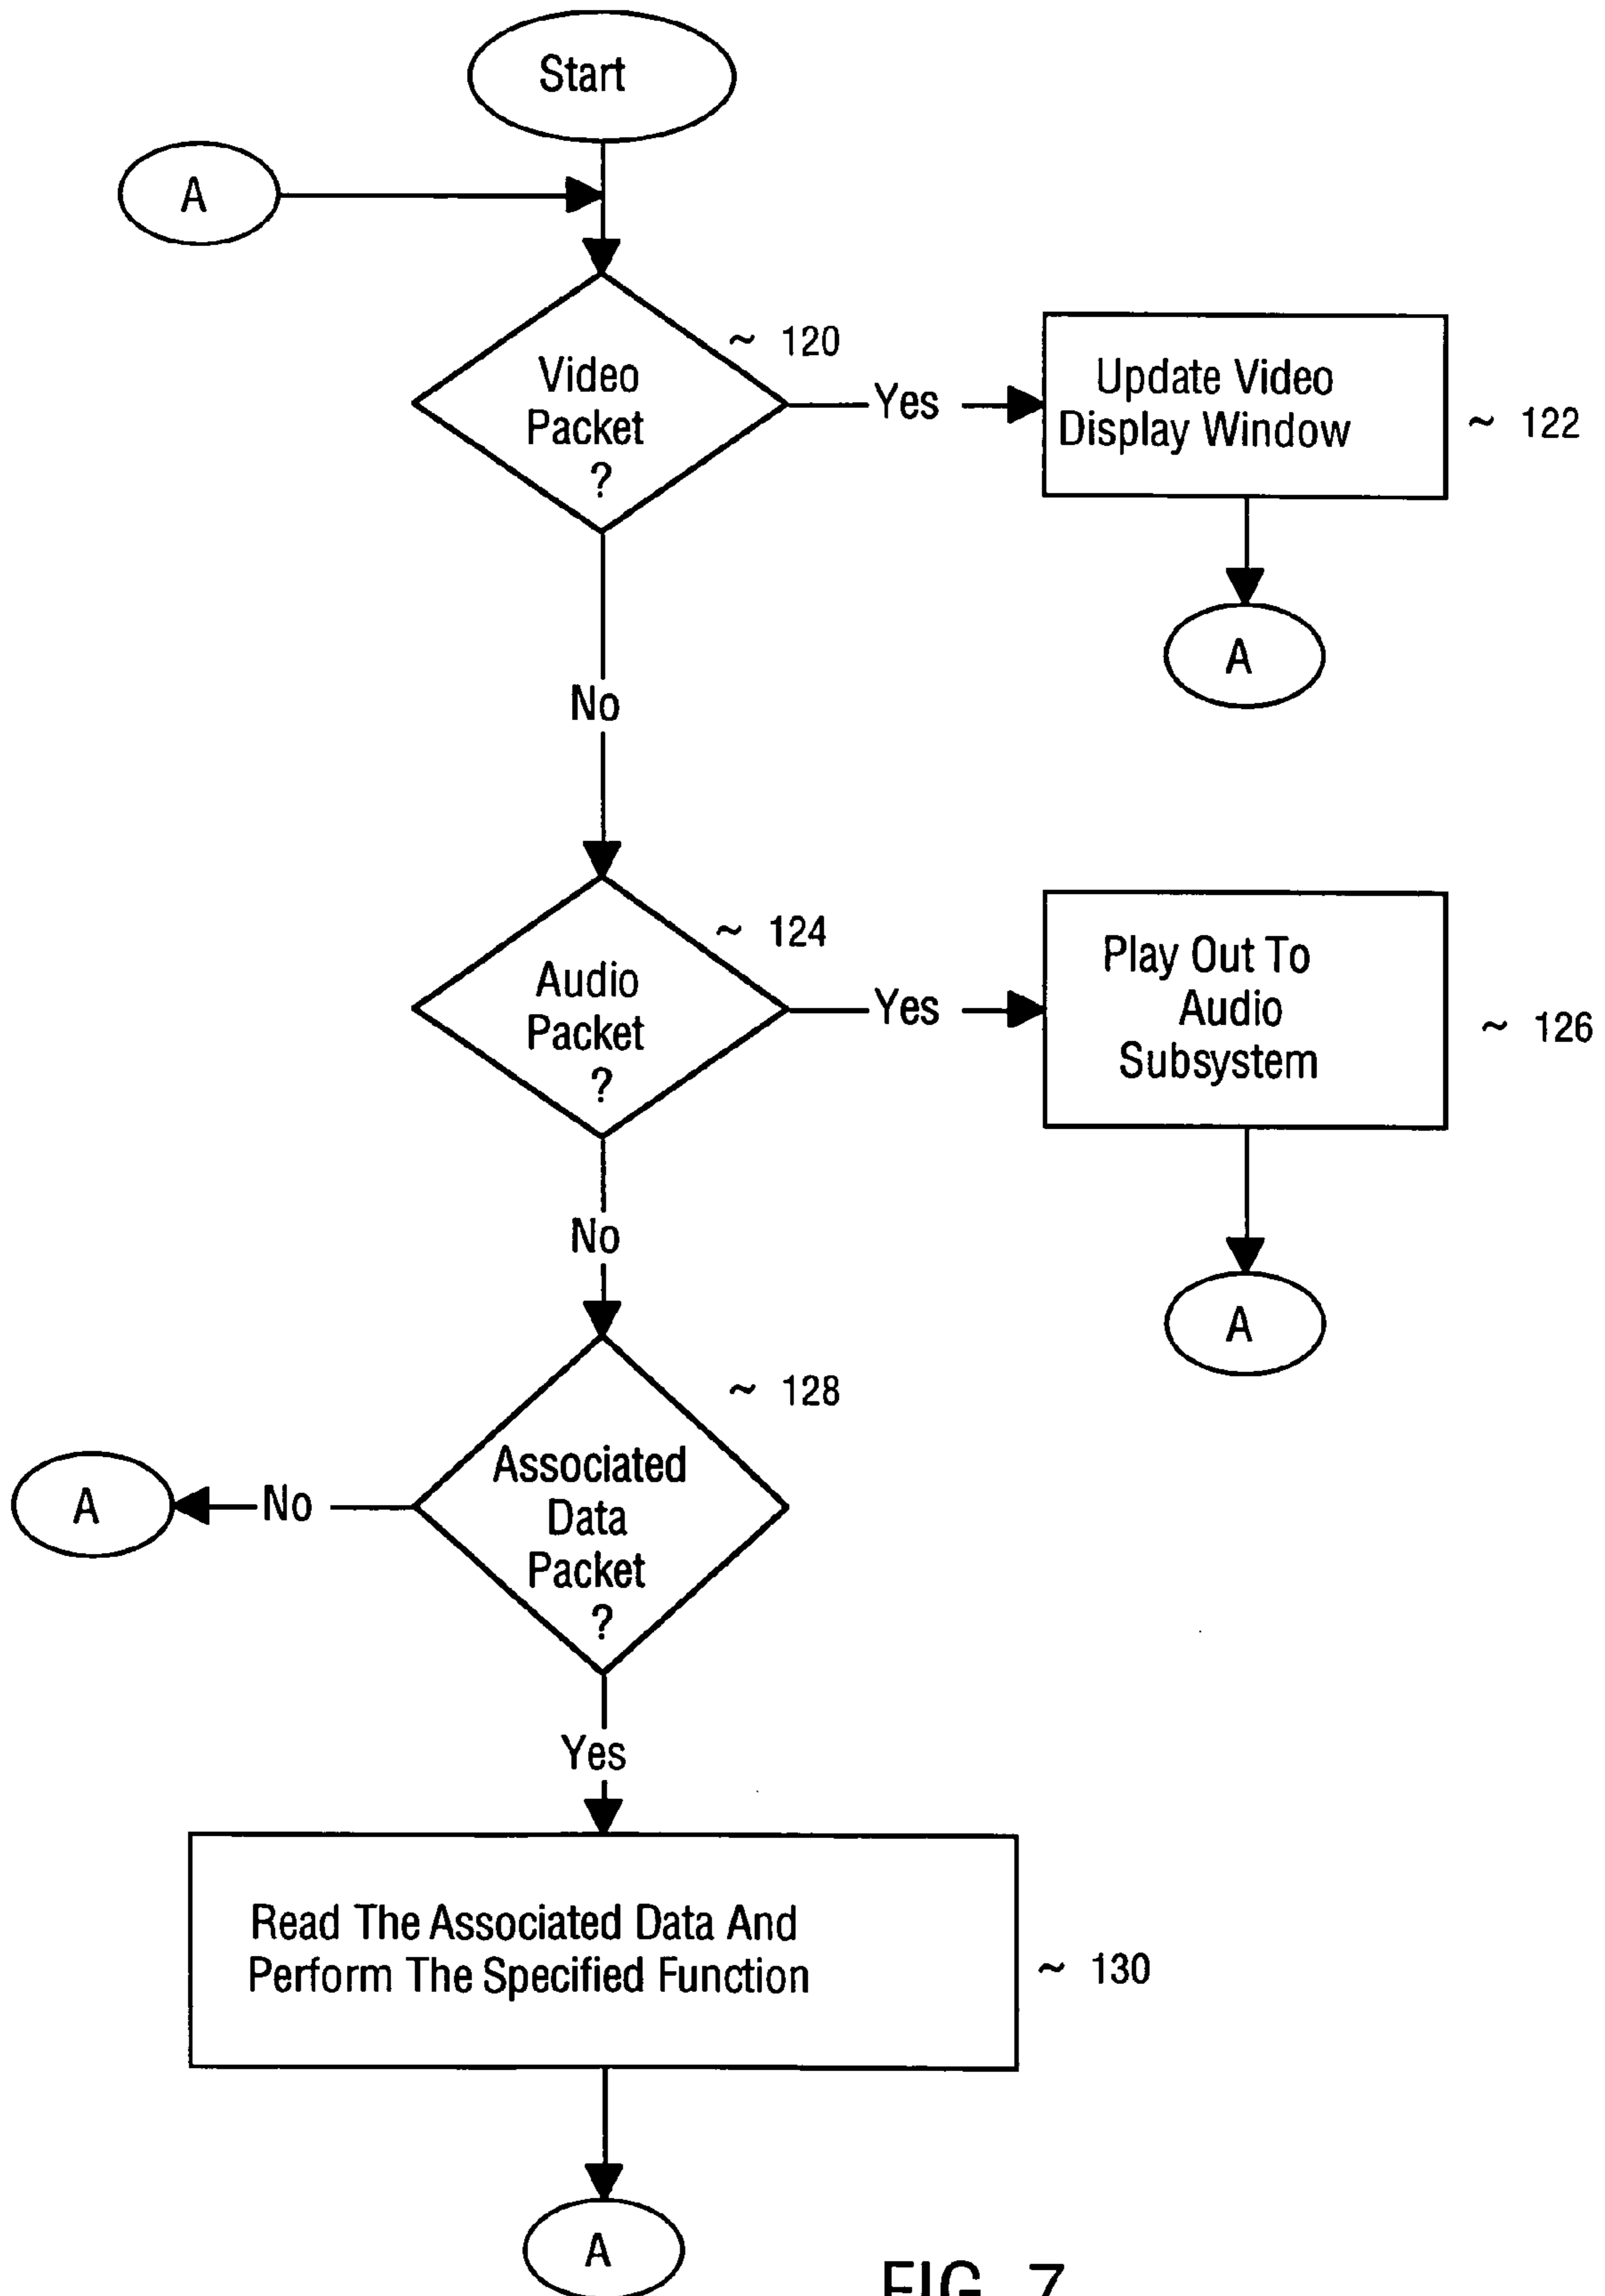 Start
A
Video
Packet
?
~ 120
Yes
Update Video
Display Window
~ 122
A
No
Audio
Packet
?
~ 124
Yes
Play Out To
Audio
Subsystem
~ 126
A
No
Associated
Data
Packet
?
~ 128
No
A
Yes
Read The Associated Data And
Perform The Specified Function
~ 130
A
FIG. 7